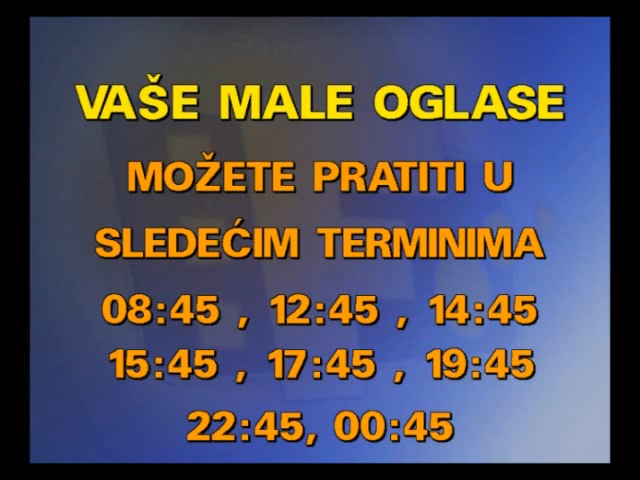 VAŠE MALE OGLASE
MOŽETE PRATITI U
SLEDEĆIM TERMINIMA
08:45 , 12:45 , 14:45
15:45 , 17:45 , 19:45
22:45, 00:45